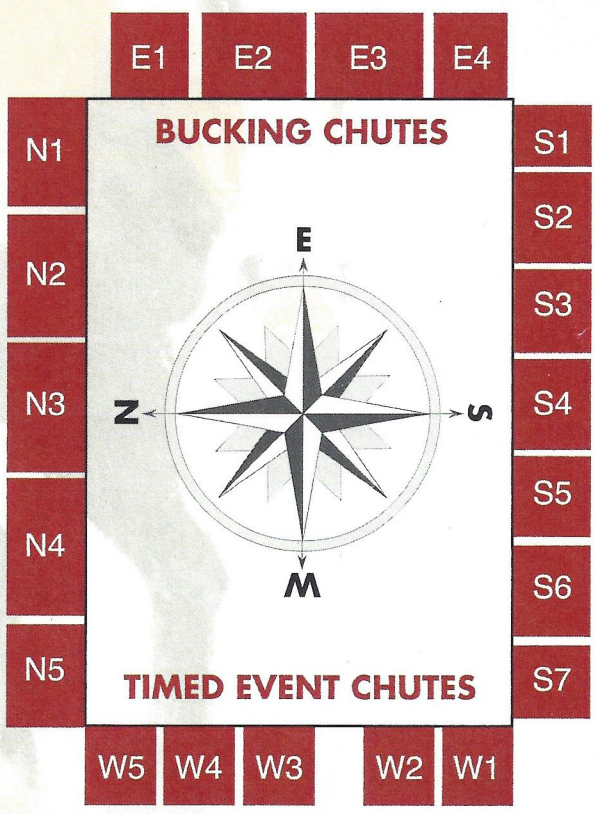 E1 E2 E3 E4
BUCKING CHUTES
N1
N2
N3
N4
N5
S1
S2
S3
S4
S5
S6
S7
E
N
S
W
TIMED EVENT CHUTES
W5 W4 W3 W2 W1